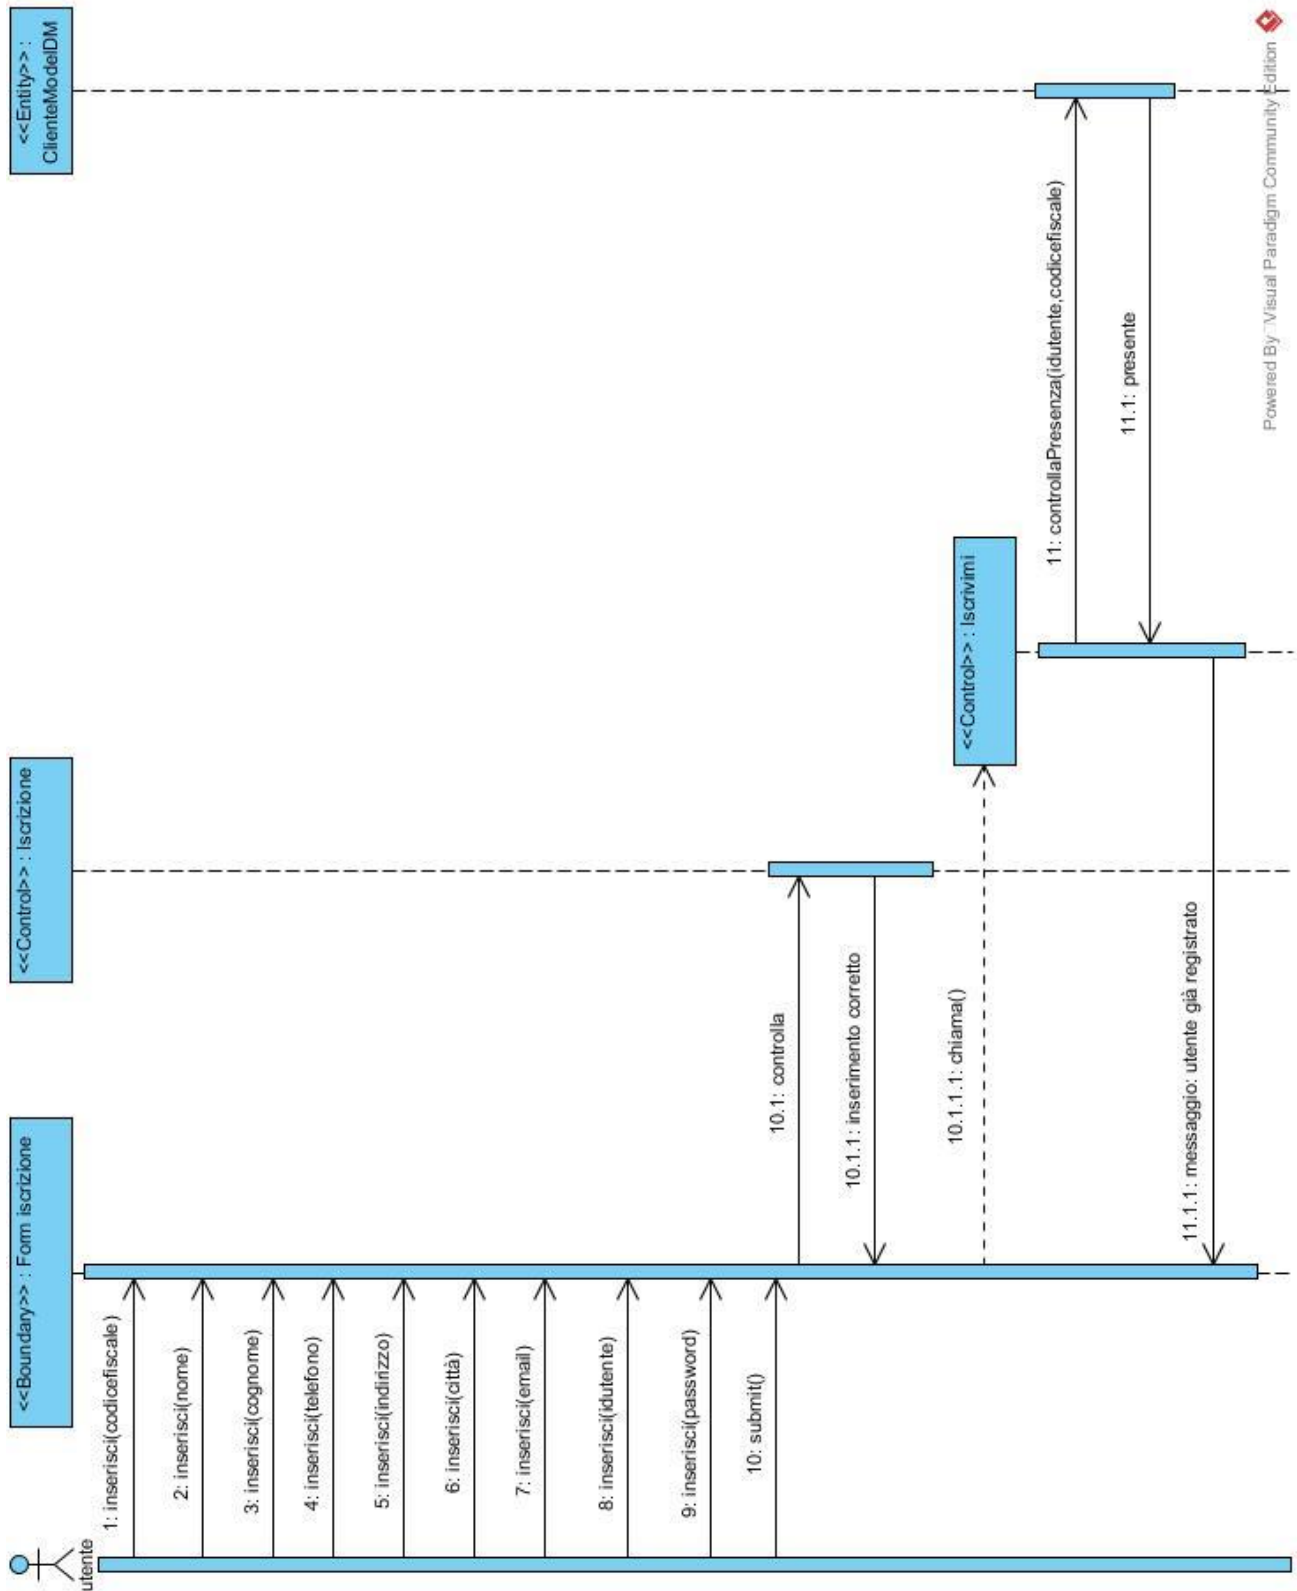 utente
<<Boundary>> : Form iscrizione
<<Control>> : Iscrizione
<<Entity>> :
ClienteModelDM
1: inserisci(codicefiscale)
2: inserisci(nome)
3: inserisci(cognome)
4: inserisci(telefono)
5: inserisci(indirizzo)
6: inserisci(città)
7: inserisci(email)
8: inserisci(idutente)
9: inserisci(password)
10: submit()
10.1: controlla
10.1.1: inserimento corretto
10.1.1.1: chiama()
<<Control>> : Iscrivimi
11: controllaPresenza(idutente,codicefiscale)
11.1: presente
11.1.1: messaggio: utente già registrato
Powered By Visual Paradigm Community Edition